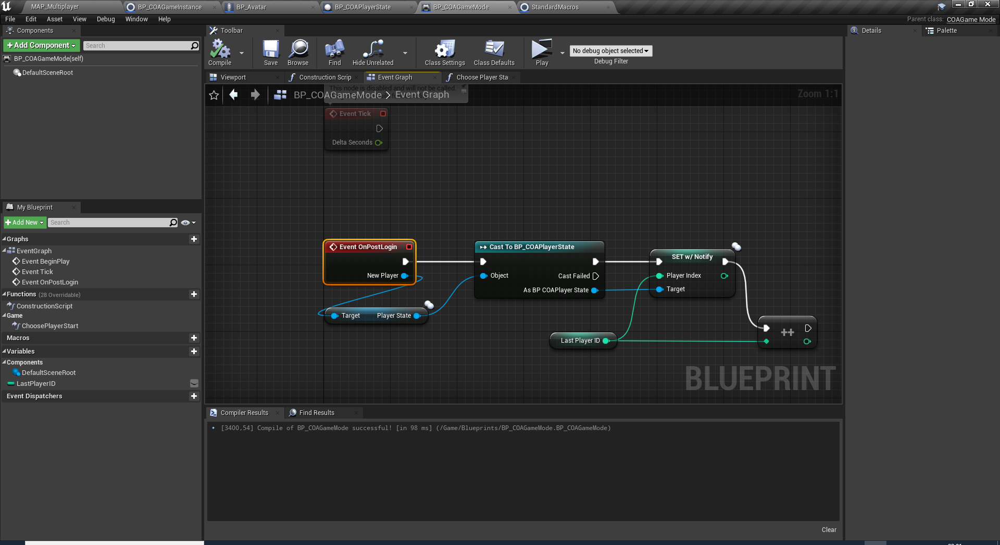 MAP_Multiplayer
BP_COAGameInstance
BP_Avatar
BP_COAPlayerState
BP_COAGameMode
StandardMacros
File Edit Asset View Debug Window Help
Parent class: COAGame Mode
Components
Toolbar
Details
Palette
+Add Component
Search
BP_COAGameMode(self)
DefaultSceneRoot
Compile
Save
Browse
Find
Hide Unrelated
Class Settings
Class Defaults
Play
No debug object selected
Debug Filter
Viewport
Construction Scrip
Event Graph
Choose Player Sta
This node is disabled and will not be called.
BP_COAGameMode > Event Graph
Zoom 1:1
Event Tick
Delta Seconds
My Blueprint
+Add New
Search
Graphs
EventGraph
Event BeginPlay
Event Tick
Event OnPostLogin
Functions (28 Overridable)
ConstructionScript
Game
ChoosePlayerStart
Macros
Variables
Components
DefaultSceneRoot
LastPlayerID
Event Dispatchers
Event OnPostLogin
New Player
Target Player State
Cast To BP_COAPlayerState
Object
Cast Failed
As BP COAPlayer State
SET w/ Notify
Player Index
Target
Last Player ID
++
BLUEPRINT
Compiler Results
Find Results
[3400,54] Compile of BP_COAGameMode successful! [in 98 ms] (/Game/Blueprints/BP_COAGameMode.BP_COAGameMode)
Clear